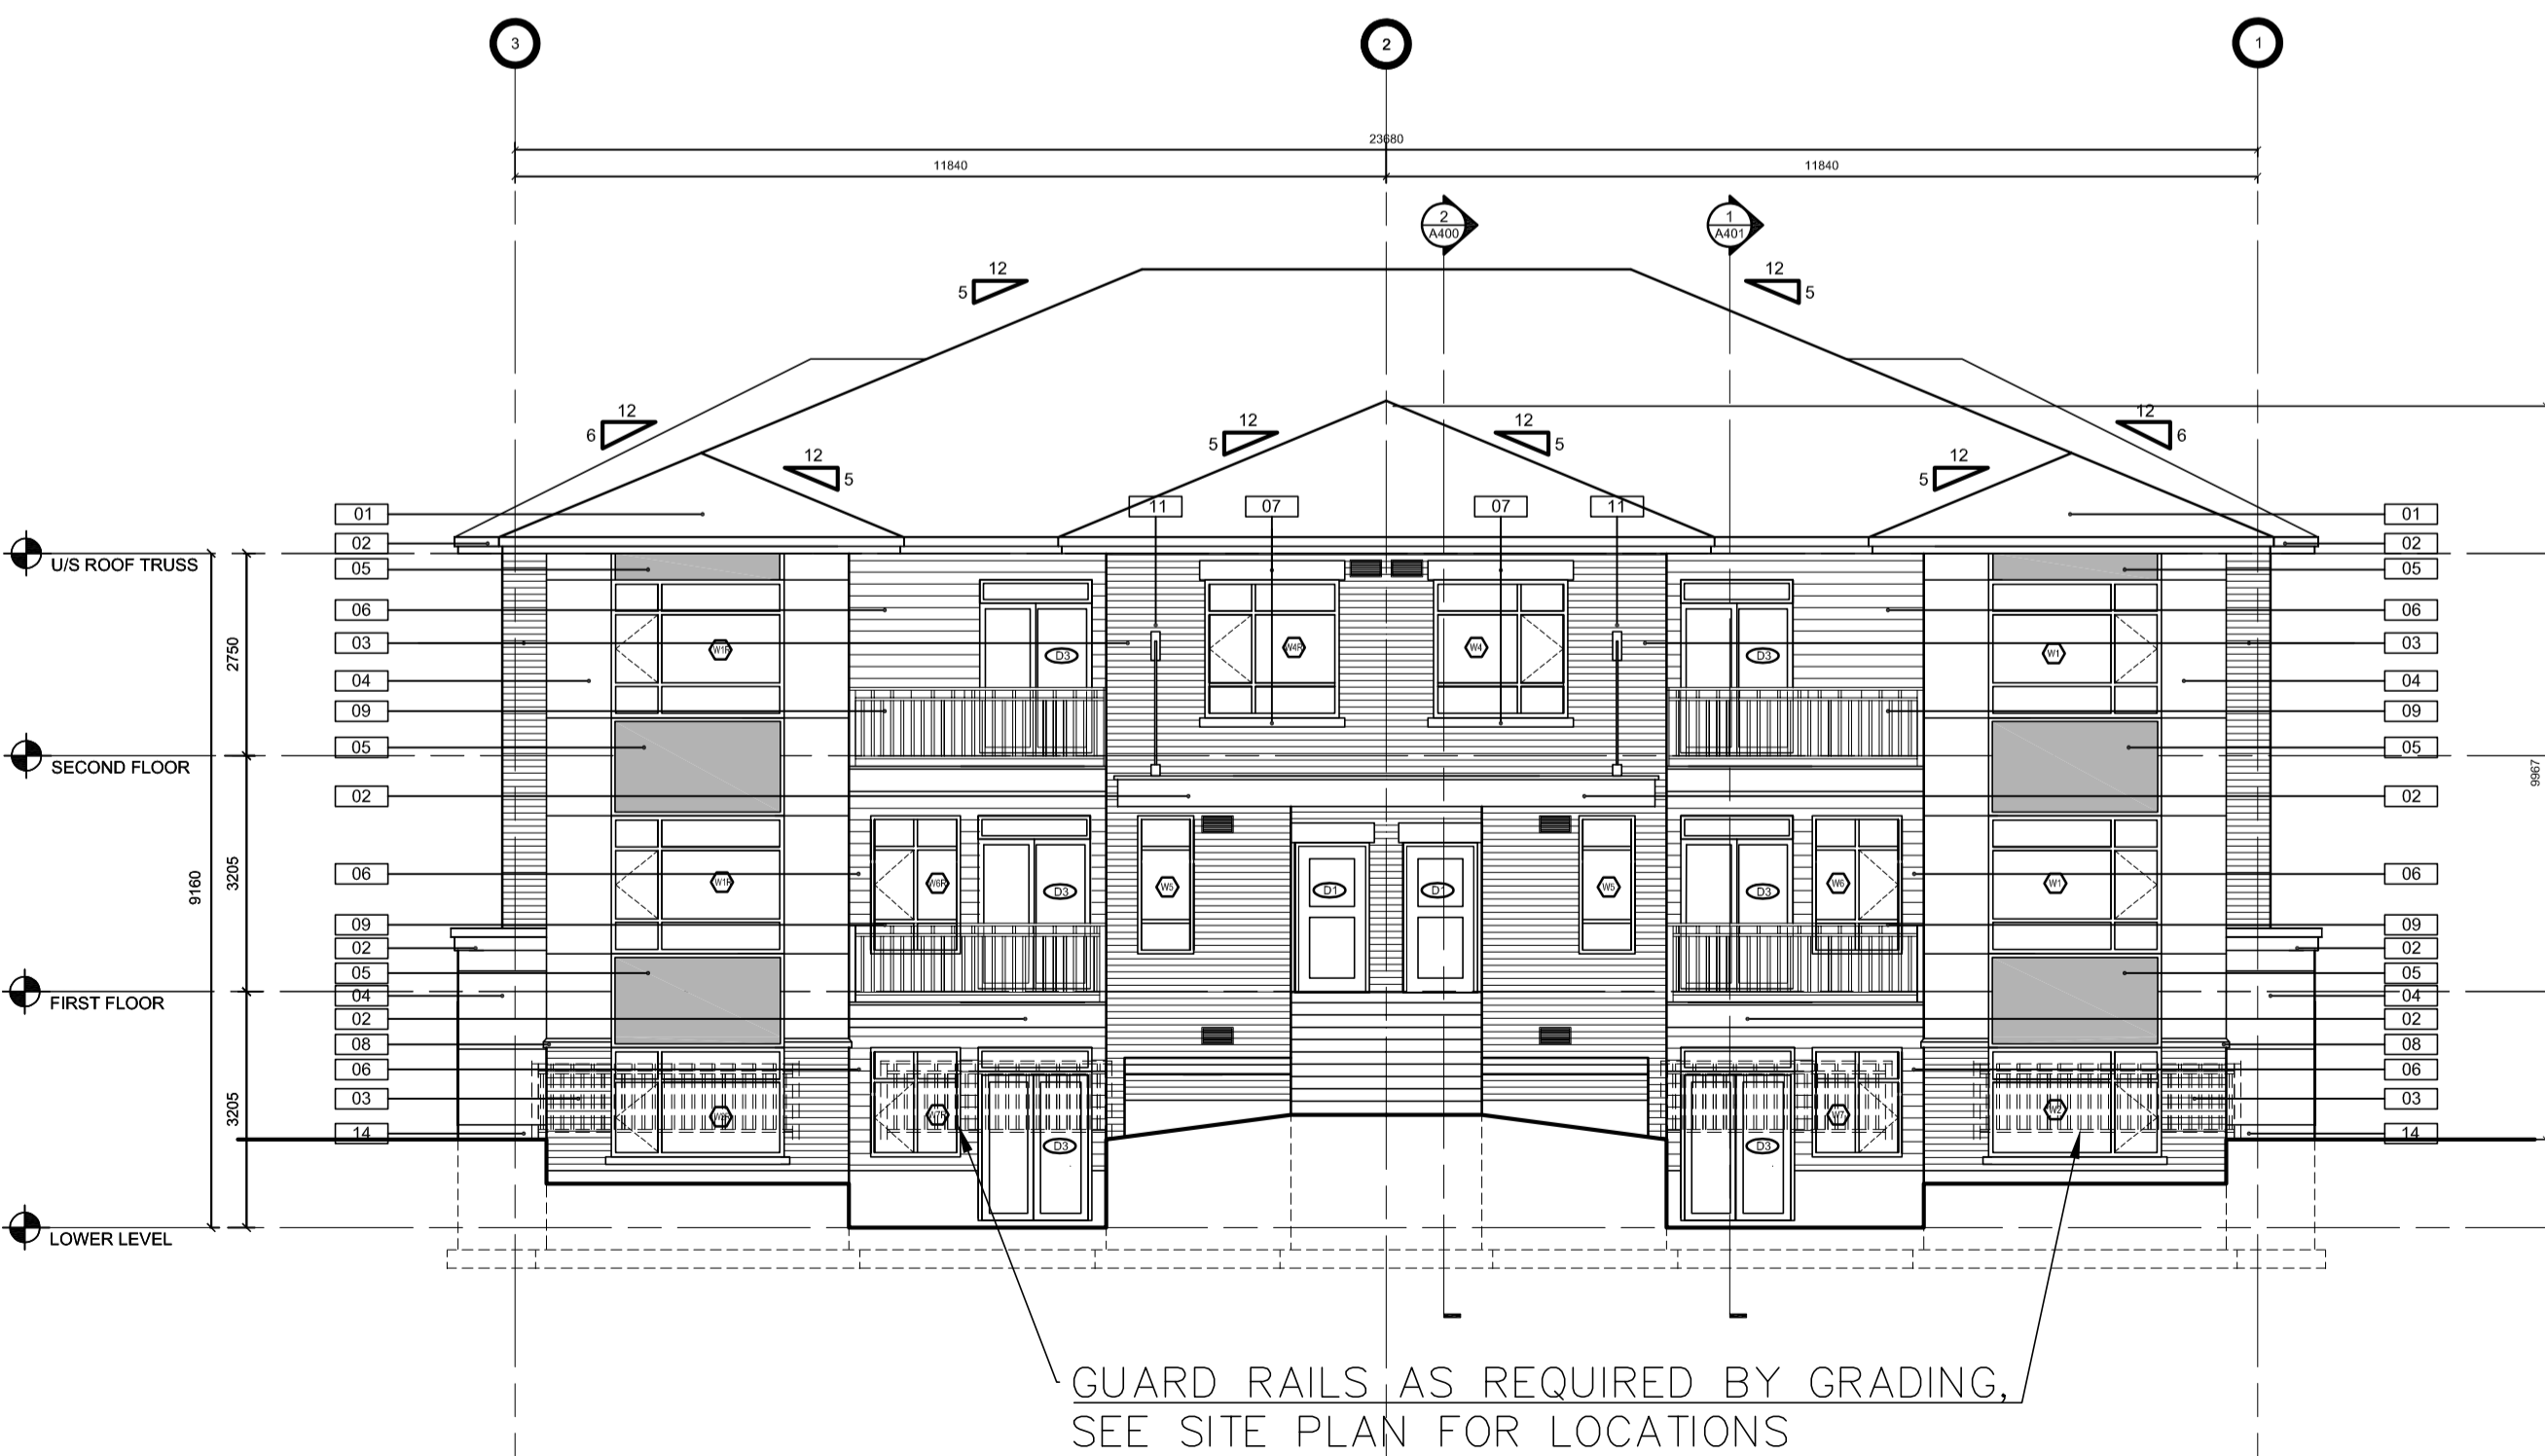 3 2 1
23680
11840 11840
2 1
A400 A401
12 12
5 5
12 12 12 12
6 5 5 6
12 12
5 5
01 11 07 07 11 01
02 02
U/S ROOF TRUSS
05 05
06 06
03 W1R D3 W4R W4 D3 W1 03
2750
04 04
09 09
05 05
SECOND FLOOR
9967
02 02
06 W1R W6R D3 W5 D1 D1 W5 D3 W6 W1 06
3205
9160
09 09
02 02
05 05
04 04
FIRST FLOOR
02 02
08 08
06 06
03 03
3205
W2R W7R W7 W2
14 D3 D3 14
LOWER LEVEL
GUARD RAILS AS REQUIRED BY GRADING,
SEE SITE PLAN FOR LOCATIONS